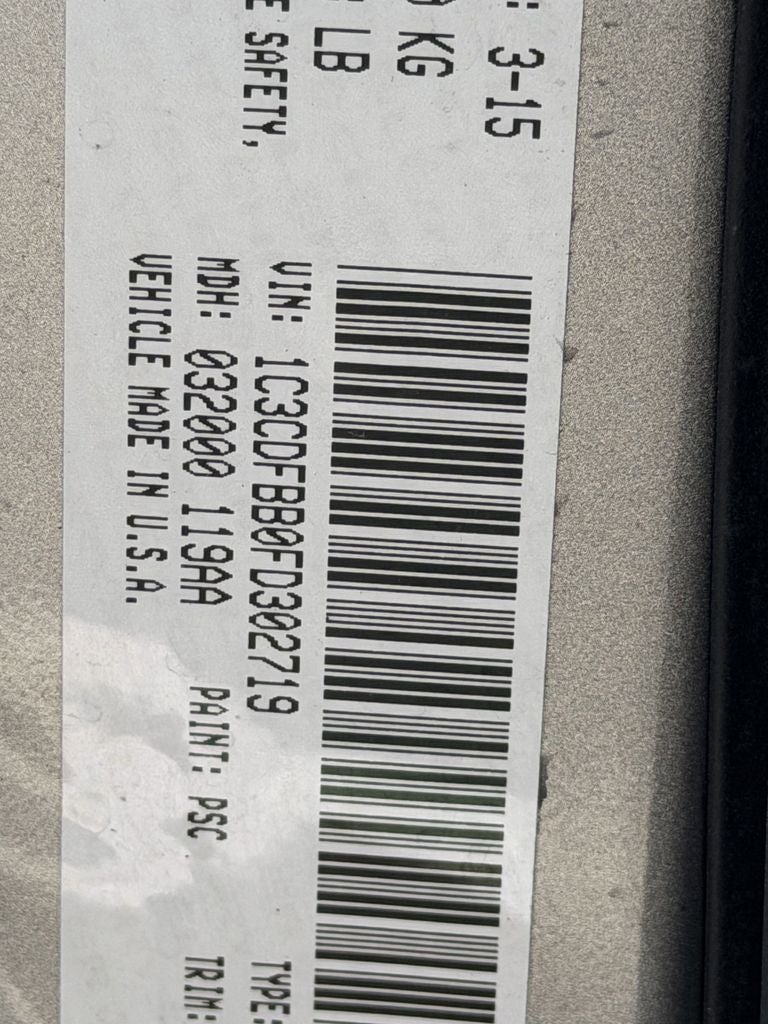 : 3-15
KG
LB
SAFETY,
VIN: 1C3CDFBB0FD302719 TYPE:
MDH: 032000 119AA PAINT: PSC TRIM:
VEHICLE MADE IN U.S.A.